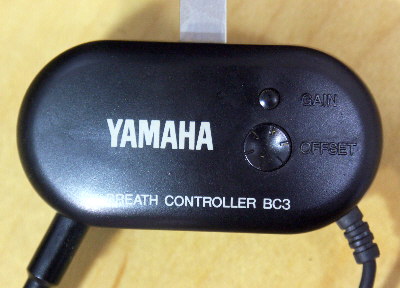 GAIN
YAMAHA
OFFSET
BREATH CONTROLLER BC3